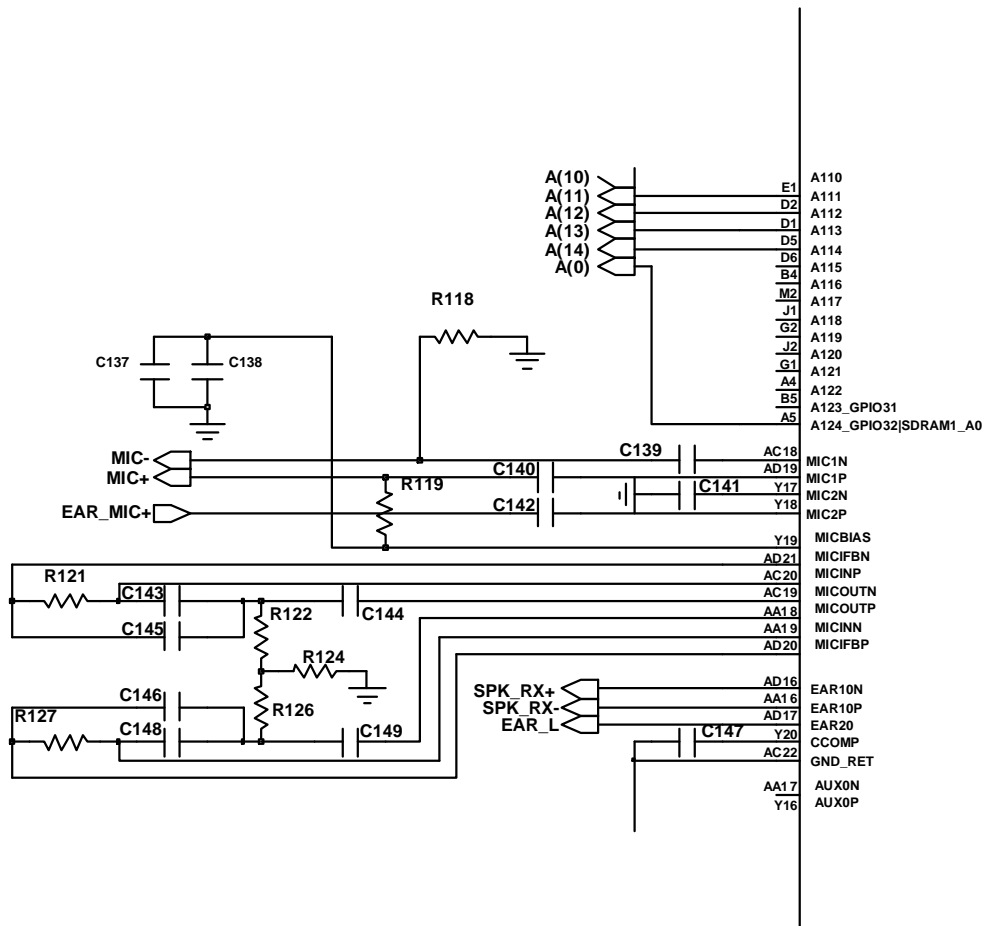 A(10)
A(11)
A(12)
A(13)
A(14)
A(0)
E1
D2
D1
D5
D6
B4
M2
J1
G2
J2
G1
A4
B5
A5
A110
A111
A112
A113
A114
A115
A116
A117
A118
A119
A120
A121
A122
A123_GPIO31
A124_GPIO32|SDRAM1_A0
R118
C137
C138
MIC-
MIC+
EAR_MIC+
R119
C139
C140
C141
C142
AC18
AD19
Y17
Y18
MIC1N
MIC1P
MIC2N
MIC2P
Y19
AD21
AC20
AC19
AA18
AA19
AD20
MICBIAS
MICIFBN
MICINP
MICOUTN
MICOUTP
MICINN
MICIFBP
R121
C143
C145
R122
C144
R124
C146
R126
R127
C148
C149
SPK_RX+
SPK_RX-
EAR_L
C147
AD16
AA16
AD17
Y20
AC22
EAR10N
EAR10P
EAR20
CCOMP
GND_RET
AA17
Y16
AUX0N
AUX0P